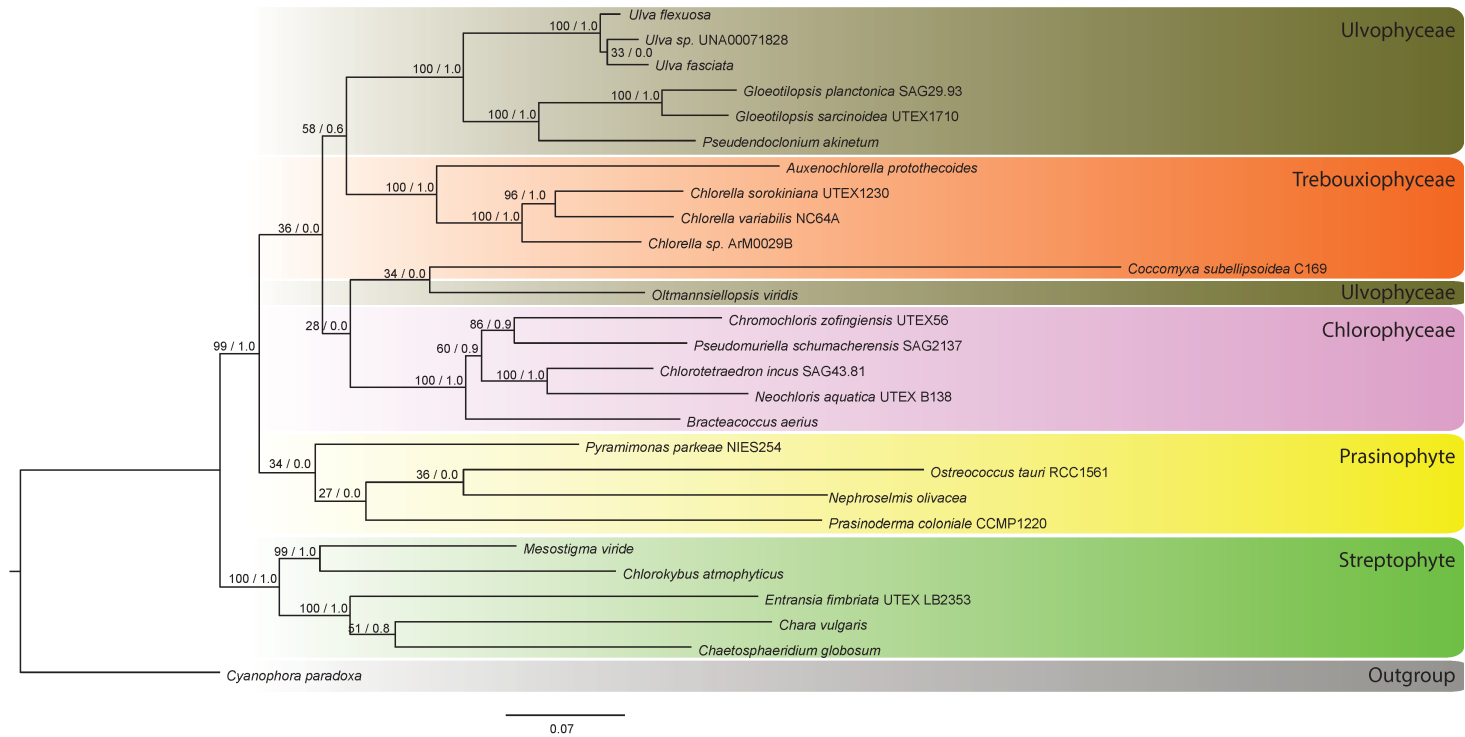 Ulva flexuosa
100 / 1.0
Ulvophyceae
Ulva sp. UNA00071828
33 / 0.0
Ulva fasciata
100 / 1.0
Gloeotilopsis planctonica SAG29.93
100 / 1.0
Gloeotilopsis sarcinoidea UTEX1710
100 / 1.0
58 / 0.6
Pseudendoclonium akinetum
Auxenochlorella protothecoides
Trebouxiophyceae
100 / 1.0
96 / 1.0
Chlorella sorokiniana UTEX1230
100 / 1.0
Chlorella variabilis NC64A
36 / 0.0
Chlorella sp. ArM0029B
34 / 0.0
Coccomyxa subellipsoidea C169
Oltmannsiellopsis viridis
Ulvophyceae
28 / 0.0
86 / 0.9
Chromochloris zofingiensis UTEX56
Chlorophyceae
99 / 1.0
60 / 0.9
Pseudomuriella schumacherensis SAG2137
100 / 1.0
100 / 1.0
Chlorotetraedron incus SAG43.81
Neochloris aquatica UTEX B138
Bracteacoccus aerius
Pyramimonas parkeae NIES254
Prasinophyte
34 / 0.0
36 / 0.0
Ostreococcus tauri RCC1561
27 / 0.0
Nephroselmis olivacea
Prasinoderma coloniale CCMP1220
99 / 1.0
Mesostigma viride
Streptophyte
100 / 1.0
Chlorokybus atmophyticus
100 / 1.0
Entransia fimbriata UTEX LB2353
51 / 0.8
Chara vulgaris
Chaetosphaeridium globosum
Cyanophora paradoxa
Outgroup
0.07